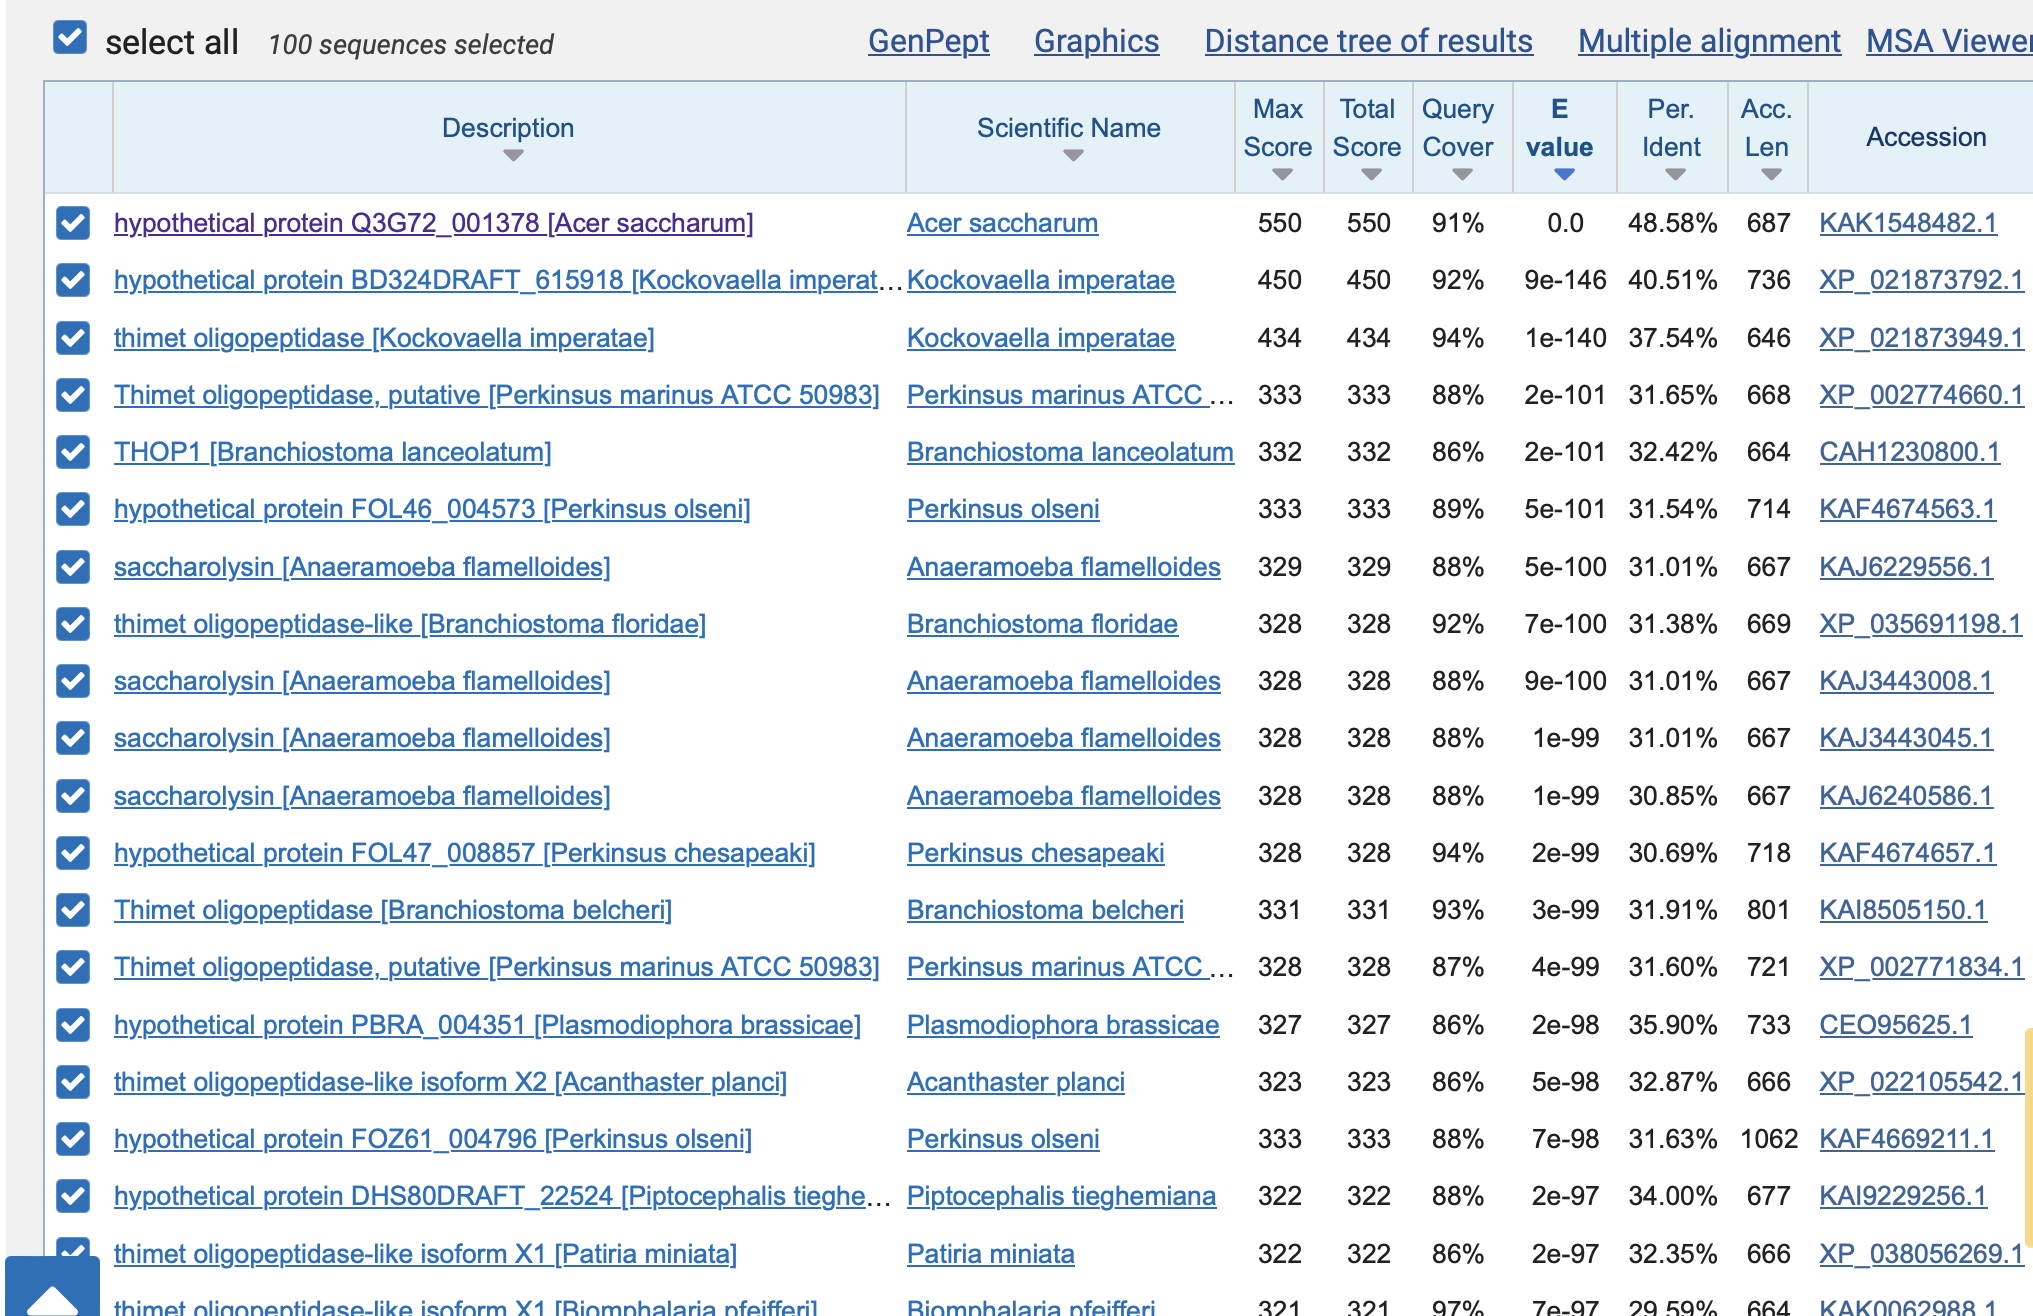 select all 100 sequences selected GenPept Graphics Distance tree of results Multiple alignment MSA Viewer
Description Scientific Name Max Score Total Score Query Cover E value Per. Ident Acc. Len Accession
hypothetical protein Q3G72_001378 [Acer saccharum] Acer saccharum 550 550 91% 0.0 48.58% 687 KAK1548482.1
hypothetical protein BD324DRAFT_615918 [Kockovaella imperat... Kockovaella imperatae 450 450 92% 9e-146 40.51% 736 XP_021873792.1
thimet oligopeptidase [Kockovaella imperatae] Kockovaella imperatae 434 434 94% 1e-140 37.54% 646 XP_021873949.1
Thimet oligopeptidase, putative [Perkinsus marinus ATCC 50983] Perkinsus marinus ATCC ... 333 333 88% 2e-101 31.65% 668 XP_002774660.1
THOP1 [Branchiostoma lanceolatum] Branchiostoma lanceolatum 332 332 86% 2e-101 32.42% 664 CAH1230800.1
hypothetical protein FOL46_004573 [Perkinsus olseni] Perkinsus olseni 333 333 89% 5e-101 31.54% 714 KAF4674563.1
saccharolysin [Anaeramoeba flamelloides] Anaeramoeba flamelloides 329 329 88% 5e-100 31.01% 667 KAJ6229556.1
thimet oligopeptidase-like [Branchiostoma floridae] Branchiostoma floridae 328 328 92% 7e-100 31.38% 669 XP_035691198.1
saccharolysin [Anaeramoeba flamelloides] Anaeramoeba flamelloides 328 328 88% 9e-100 31.01% 667 KAJ3443008.1
saccharolysin [Anaeramoeba flamelloides] Anaeramoeba flamelloides 328 328 88% 1e-99 31.01% 667 KAJ3443045.1
saccharolysin [Anaeramoeba flamelloides] Anaeramoeba flamelloides 328 328 88% 1e-99 30.85% 667 KAJ6240586.1
hypothetical protein FOL47_008857 [Perkinsus chesapeaki] Perkinsus chesapeaki 328 328 94% 2e-99 30.69% 718 KAF4674657.1
Thimet oligopeptidase [Branchiostoma belcheri] Branchiostoma belcheri 331 331 93% 3e-99 31.91% 801 KAI8505150.1
Thimet oligopeptidase, putative [Perkinsus marinus ATCC 50983] Perkinsus marinus ATCC ... 328 328 87% 4e-99 31.60% 721 XP_002771834.1
hypothetical protein PBRA_004351 [Plasmodiophora brassicae] Plasmodiophora brassicae 327 327 86% 2e-98 35.90% 733 CEO95625.1
thimet oligopeptidase-like isoform X2 [Acanthaster planci] Acanthaster planci 323 323 86% 5e-98 32.87% 666 XP_022105542.1
hypothetical protein FOZ61_004796 [Perkinsus olseni] Perkinsus olseni 333 333 88% 7e-98 31.63% 1062 KAF4669211.1
hypothetical protein DHS80DRAFT_22524 [Piptocephalis tieghe... Piptocephalis tieghemiana 322 322 88% 2e-97 34.00% 677 KAI9229256.1
thimet oligopeptidase-like isoform X1 [Patiria miniata] Patiria miniata 322 322 86% 2e-97 32.35% 666 XP_038056269.1
thimet oligopeptidase-like isoform X1 [Biomphalaria pfeifferi] Biomphalaria pfeifferi 321 321 97% 7e-97 29.59% 664 KAK0062988.1